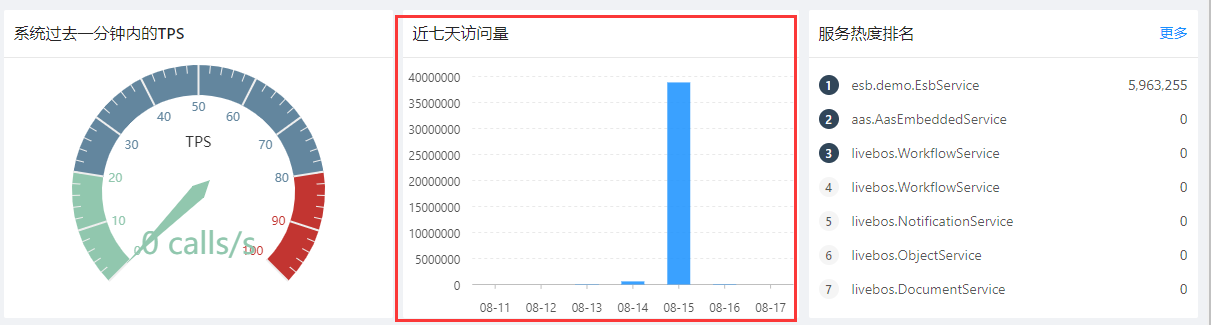 系统过去一分钟内的TPS
50
40
60
30
TPS
70
20
80
10
90
0
100
.0 calls/s
近七天访问量
40000000
35000000
30000000
25000000
20000000
15000000
10000000
5000000
0
08-11 08-12 08-13 08-14 08-15 08-16 08-17
服务热度排名 更多
1 esb.demo.EsbService 5,963,255
2 aas.AasEmbeddedService 0
3 livebos.WorkflowService 0
4 livebos.WorkflowService 0
5 livebos.NotificationService 0
6 livebos.ObjectService 0
7 livebos.DocumentService 0